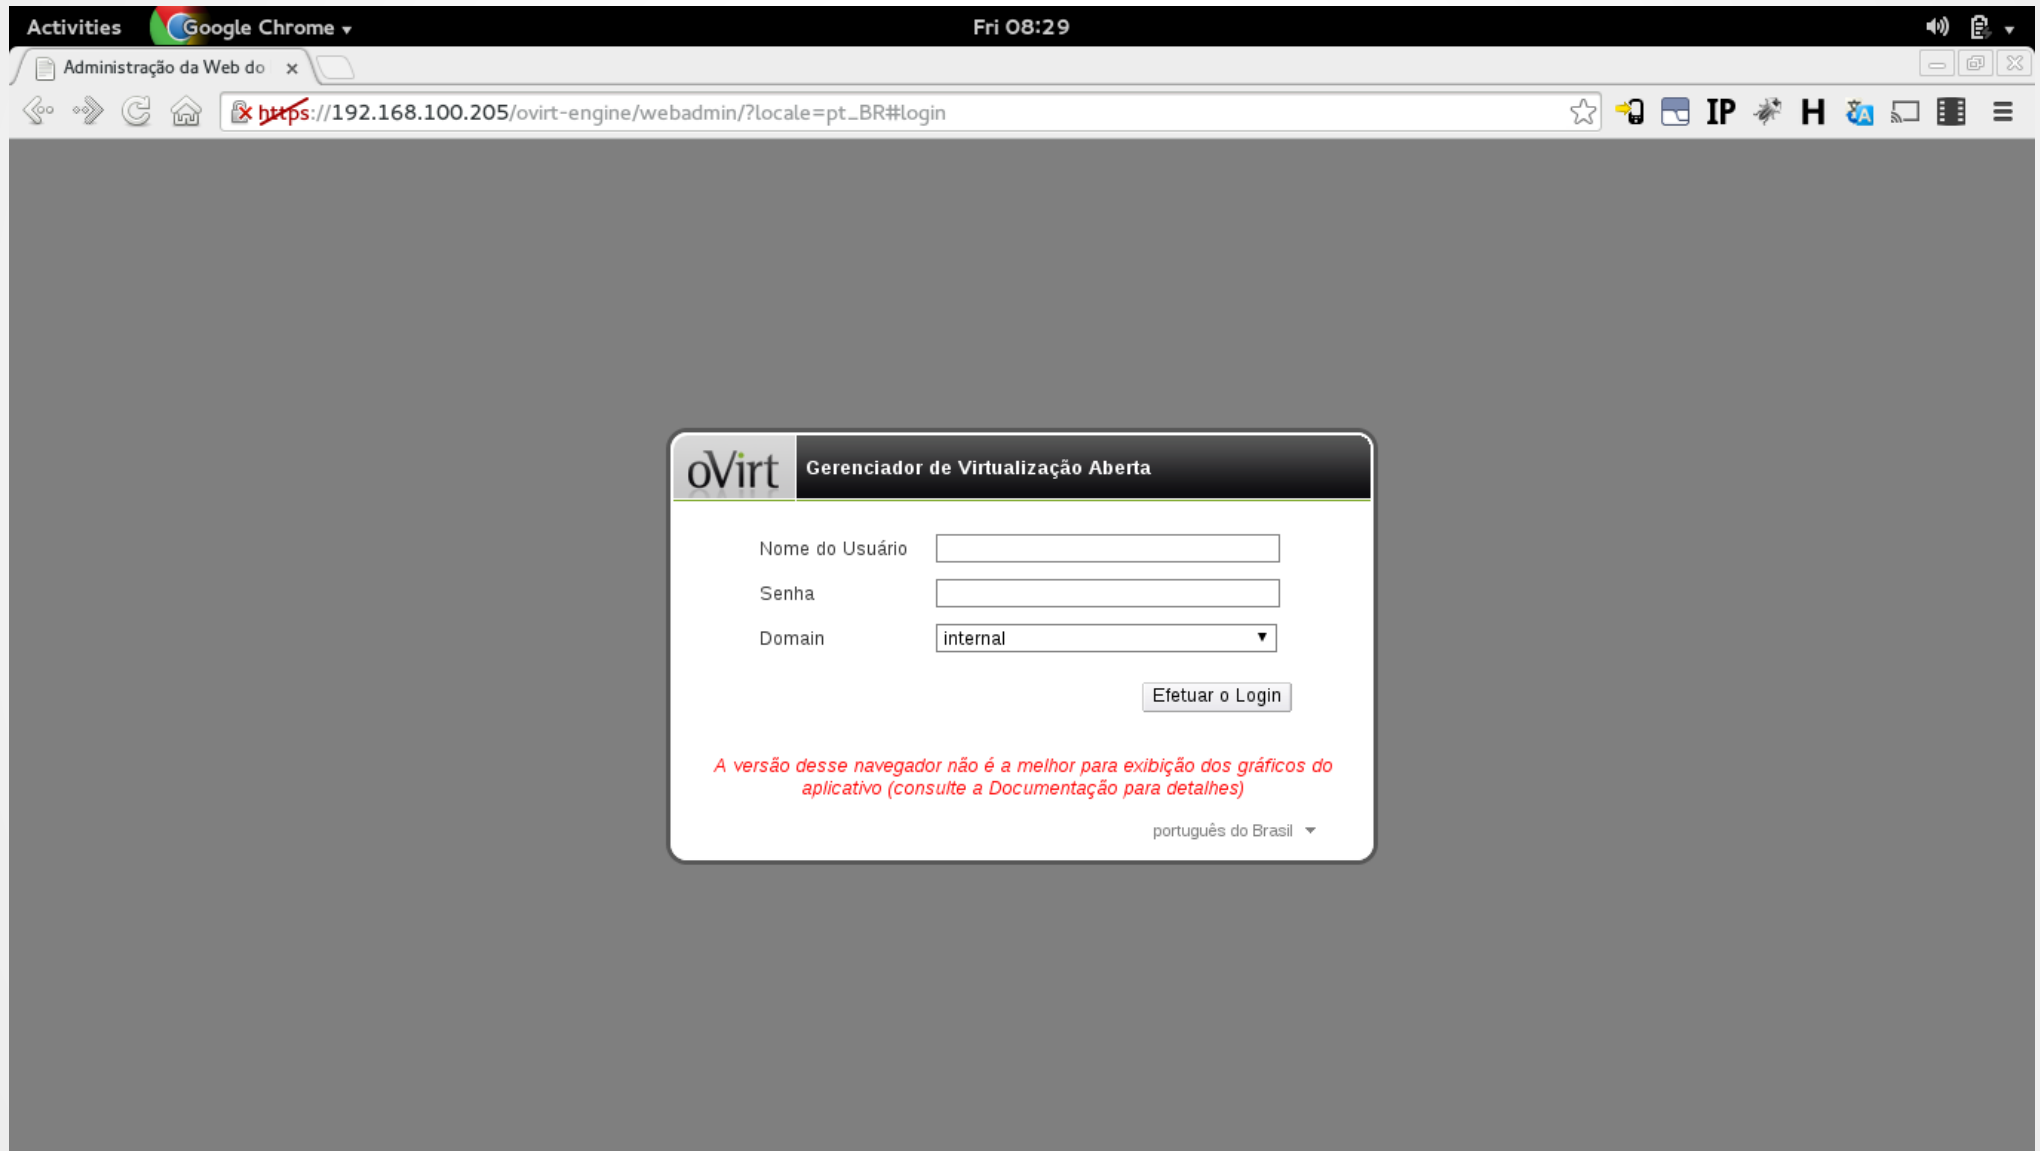 Activities Google Chrome Fri 08:29
Administração da Web do
https://192.168.100.205/ovirt-engine/webadmin/?locale=pt_BR#login IP H
oVirt Gerenciador de Virtualização Aberta
Nome do Usuário
Senha
Domain internal
Efetuar o Login
A versão desse navegador não é a melhor para exibição dos gráficos do
aplicativo (consulte a Documentação para detalhes)
português do Brasil